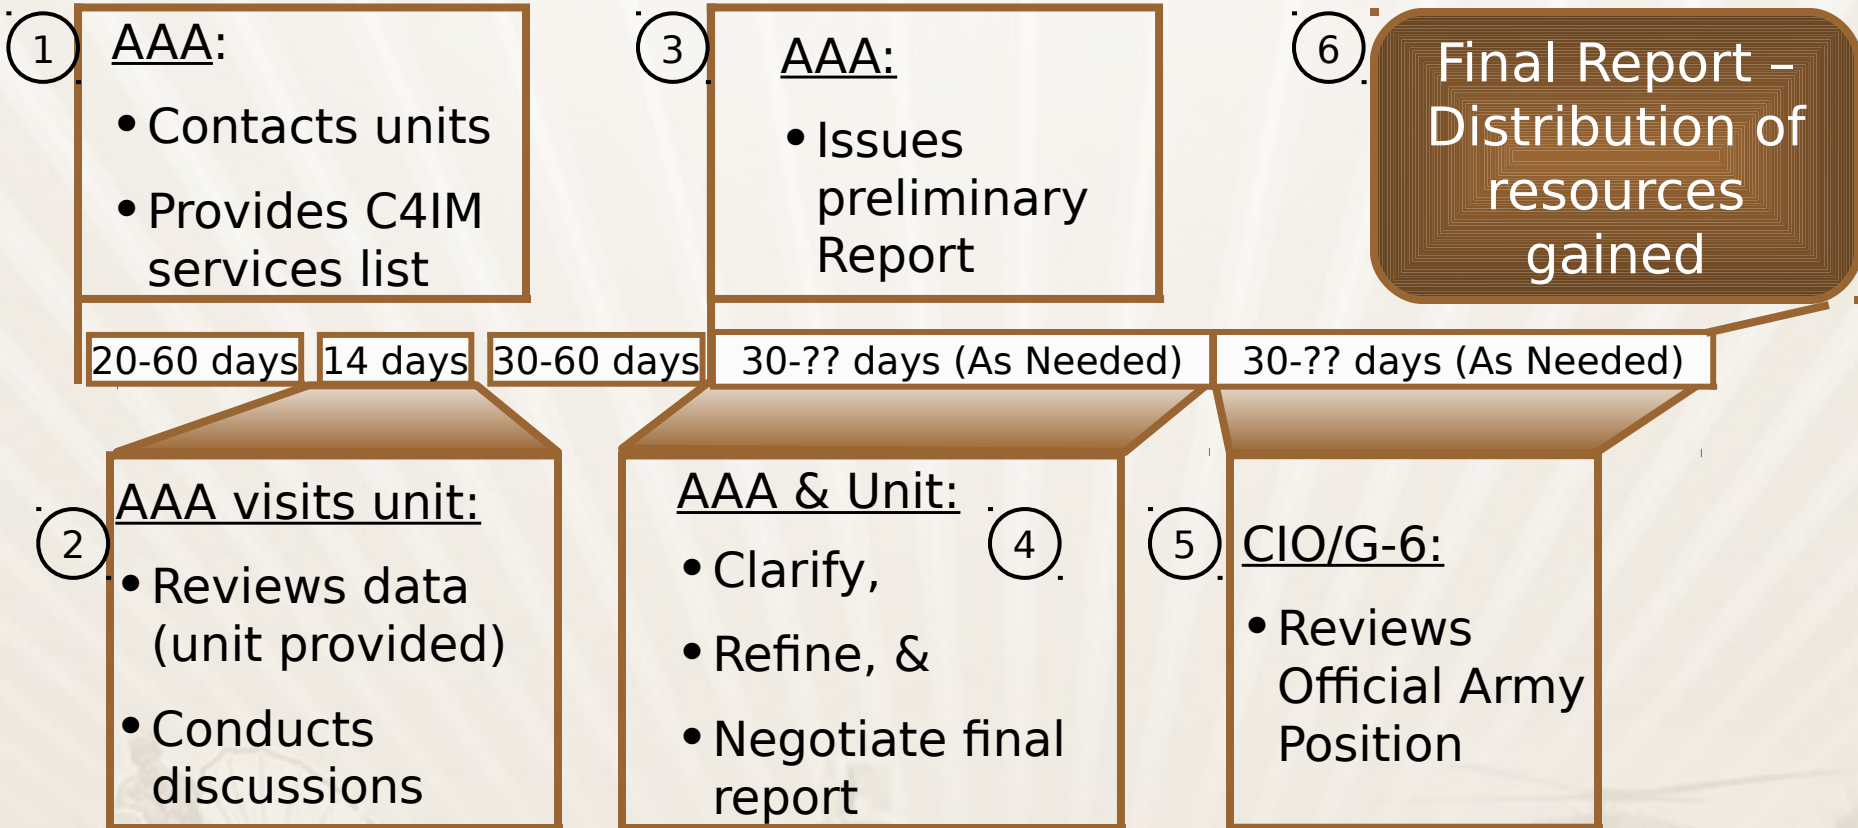 1
AAA:
• Contacts units
• Provides C4IM
services list
3
AAA:
• Issues
preliminary
Report
6
Final Report –
Distribution of
resources
gained
20-60 days
14 days
30-60 days
30-?? days (As Needed)
30-?? days (As Needed)
2
AAA visits unit:
• Reviews data
(unit provided)
• Conducts
discussions
AAA & Unit:
4
• Clarify,
• Refine, &
• Negotiate final
report
5
CIO/G-6:
• Reviews
Official Army
Position